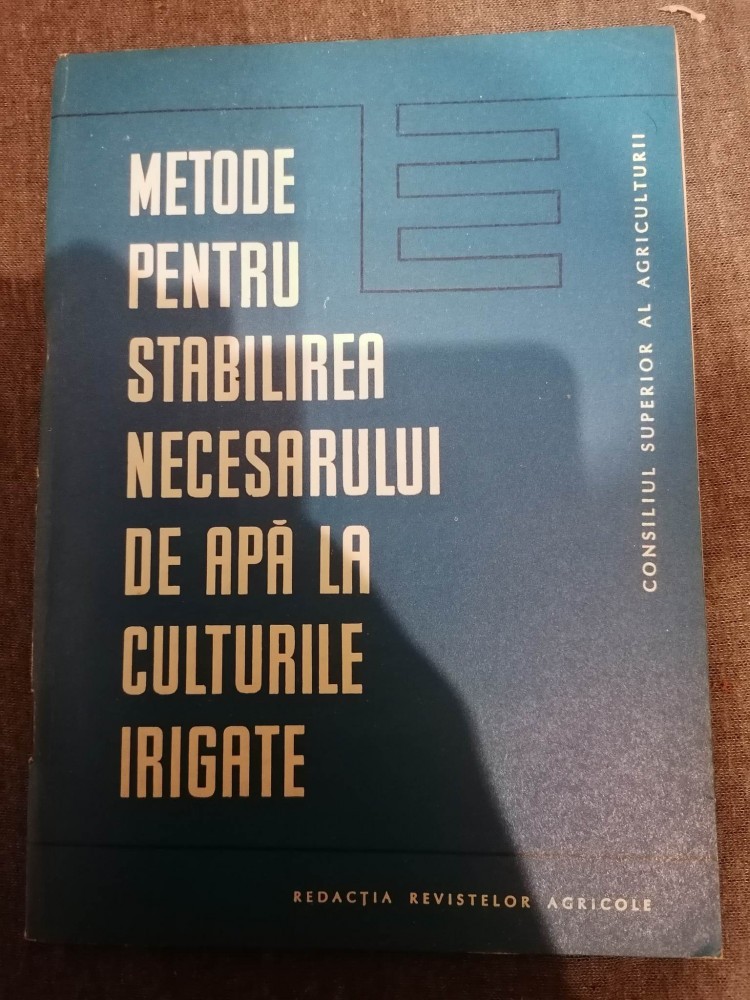 METODE
PENTRU
STABILIREA
NECESARULUI
DE APĂ LA
CULTURILE
IRIGATE
CONSILIUL SUPERIOR AL AGRICULTURII
REDACȚIA REVISTELOR AGRICOLE